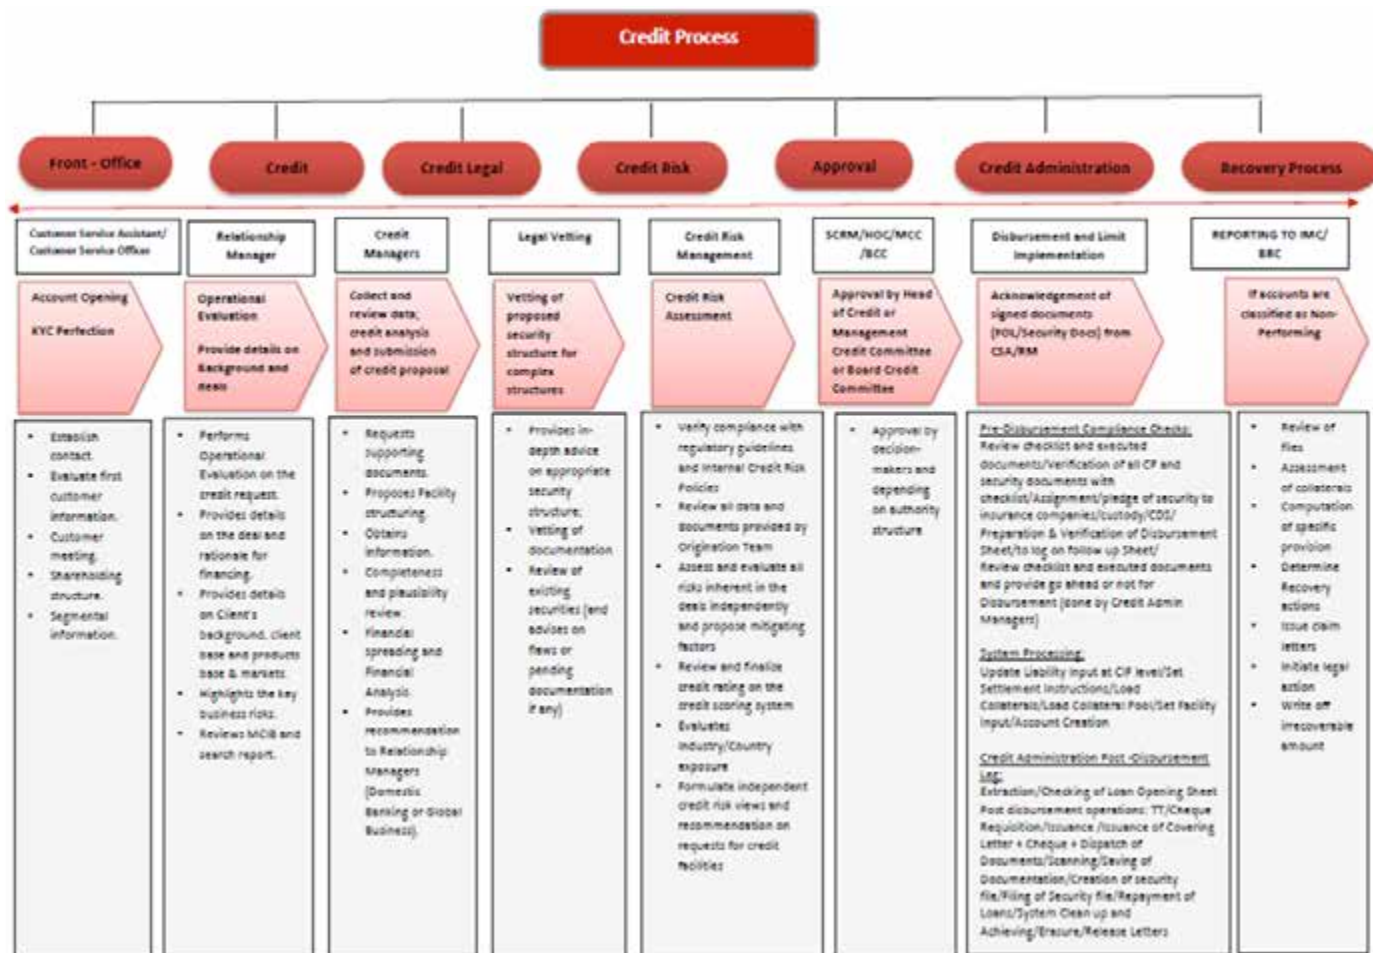 Credit Process
Front - Office
Credit
Credit Legal
Credit Risk
Approval
Credit Administration
Recovery Process
Customer Service Assistant/
Customer Service Officer
Relationship
Manager
Credit
Managers
Legal Vetting
Credit Risk
Management
SCRM/HOC/MCC
/BCC
Disbursement and Limit
Implementation
REPORTING TO IMC/
BRC
Account Opening
KYC Perfection
Operational
Evaluation
Provide details on
Background and
deals
Collect and
review data;
credit analysis
and submission
of credit proposal
Vetting of
proposed
security
structure for
complex
structures
Credit Risk
Assessment
Approval by Head
of Credit or
Management
Credit Committee
or Board Credit
Committee
Acknowledgement of
signed documents
(FOL/Security Docs) from
CSA/RM
If accounts are
classified as Non-
Performing
• Establish
contact.
• Evaluate first
customer
information.
• Customer
meeting.
• Shareholding
structure.
• Segmental
information.
• Performs
Operational
Evaluation on the
credit request.
• Provides details
on the deal and
rationale for
financing.
• Provides details
on Client's
background, client
base and products
base & markets
• Highlights the key
business risks.
• Reviews MCIB and
search report.
• Requests
supporting
documents.
• Proposes Facility
structuring.
• Obtains
information.
• Completeness
and plausibility
review.
• Financial
spreading and
Financial
Analysis.
• Provides
recommendation
to Relationship
Managers
(Domestic
Banking or Global
Business).
• Provides in-
depth advice
on appropriate
security
structure;
• Vetting of
documentation
• Review of
existing
securities (and
advises on
flaws or
pending
documentation
if any)
• Verify compliance with
regulatory guidelines
and Internal Credit Risk
Policies
• Review all data and
documents provided by
Origination Team
• Assess and evaluate all
risks inherent in the
deals independently
and propose mitigating
factors
• Review and finalize
credit rating on the
credit scoring system
• Evaluates
Industry/Country
exposure
• Formulate independent
credit risk views and
recommendation on
requests for credit
facilities
• Approval by
decision-
makers and
depending
on authority
structure
Pre-Disbursement Compliance Checks:
Review checklist and executed
documents/Verification of all CP and
security documents with
checklist/Assignment/pledge of security to
insurance companies/custody/CDS/
Preparation & Verification of Disbursement
Sheet/to log on follow up Sheet/
Review checklist and executed documents
and provide go ahead or not for
Disbursement (done by Credit Admin
Managers)
System Processing:
Update Liability Input at CIF level/Set
Settlement Instructions/Load
Collaterals/Load Collateral Pool/Set Facility
Input/Account Creation
Credit Administration Post -Disbursement
Leg:
Extraction/Checking of Loan Opening Sheet
Post disbursement operations: TT/Cheque
Requisition/Issuance /Issuance of Covering
Letter + Cheque + Dispatch of
Documents/Scanning/Saving of
Documentation/Creation of security
file/Filing of Security file/Repayment of
Loans/System Clean up and
Achieving/Erasure/Release Letters
• Review of
files
• Assessment
of collaterals
• Computation
of specific
provision
• Determine
Recovery
actions
• Issue claim
letters
• Initiate legal
action
• Write off
irrecoverable
amount